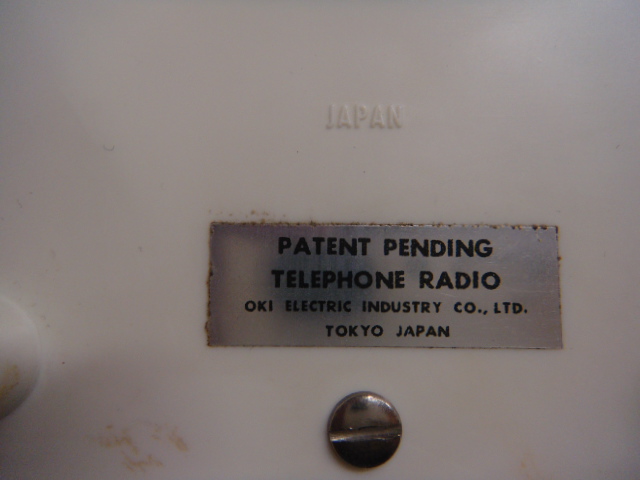 JAPAN
PATENT PENDING
TELEPHONE RADIO
OKI ELECTRIC INDUSTRY CO., LTD.
TOKYO JAPAN